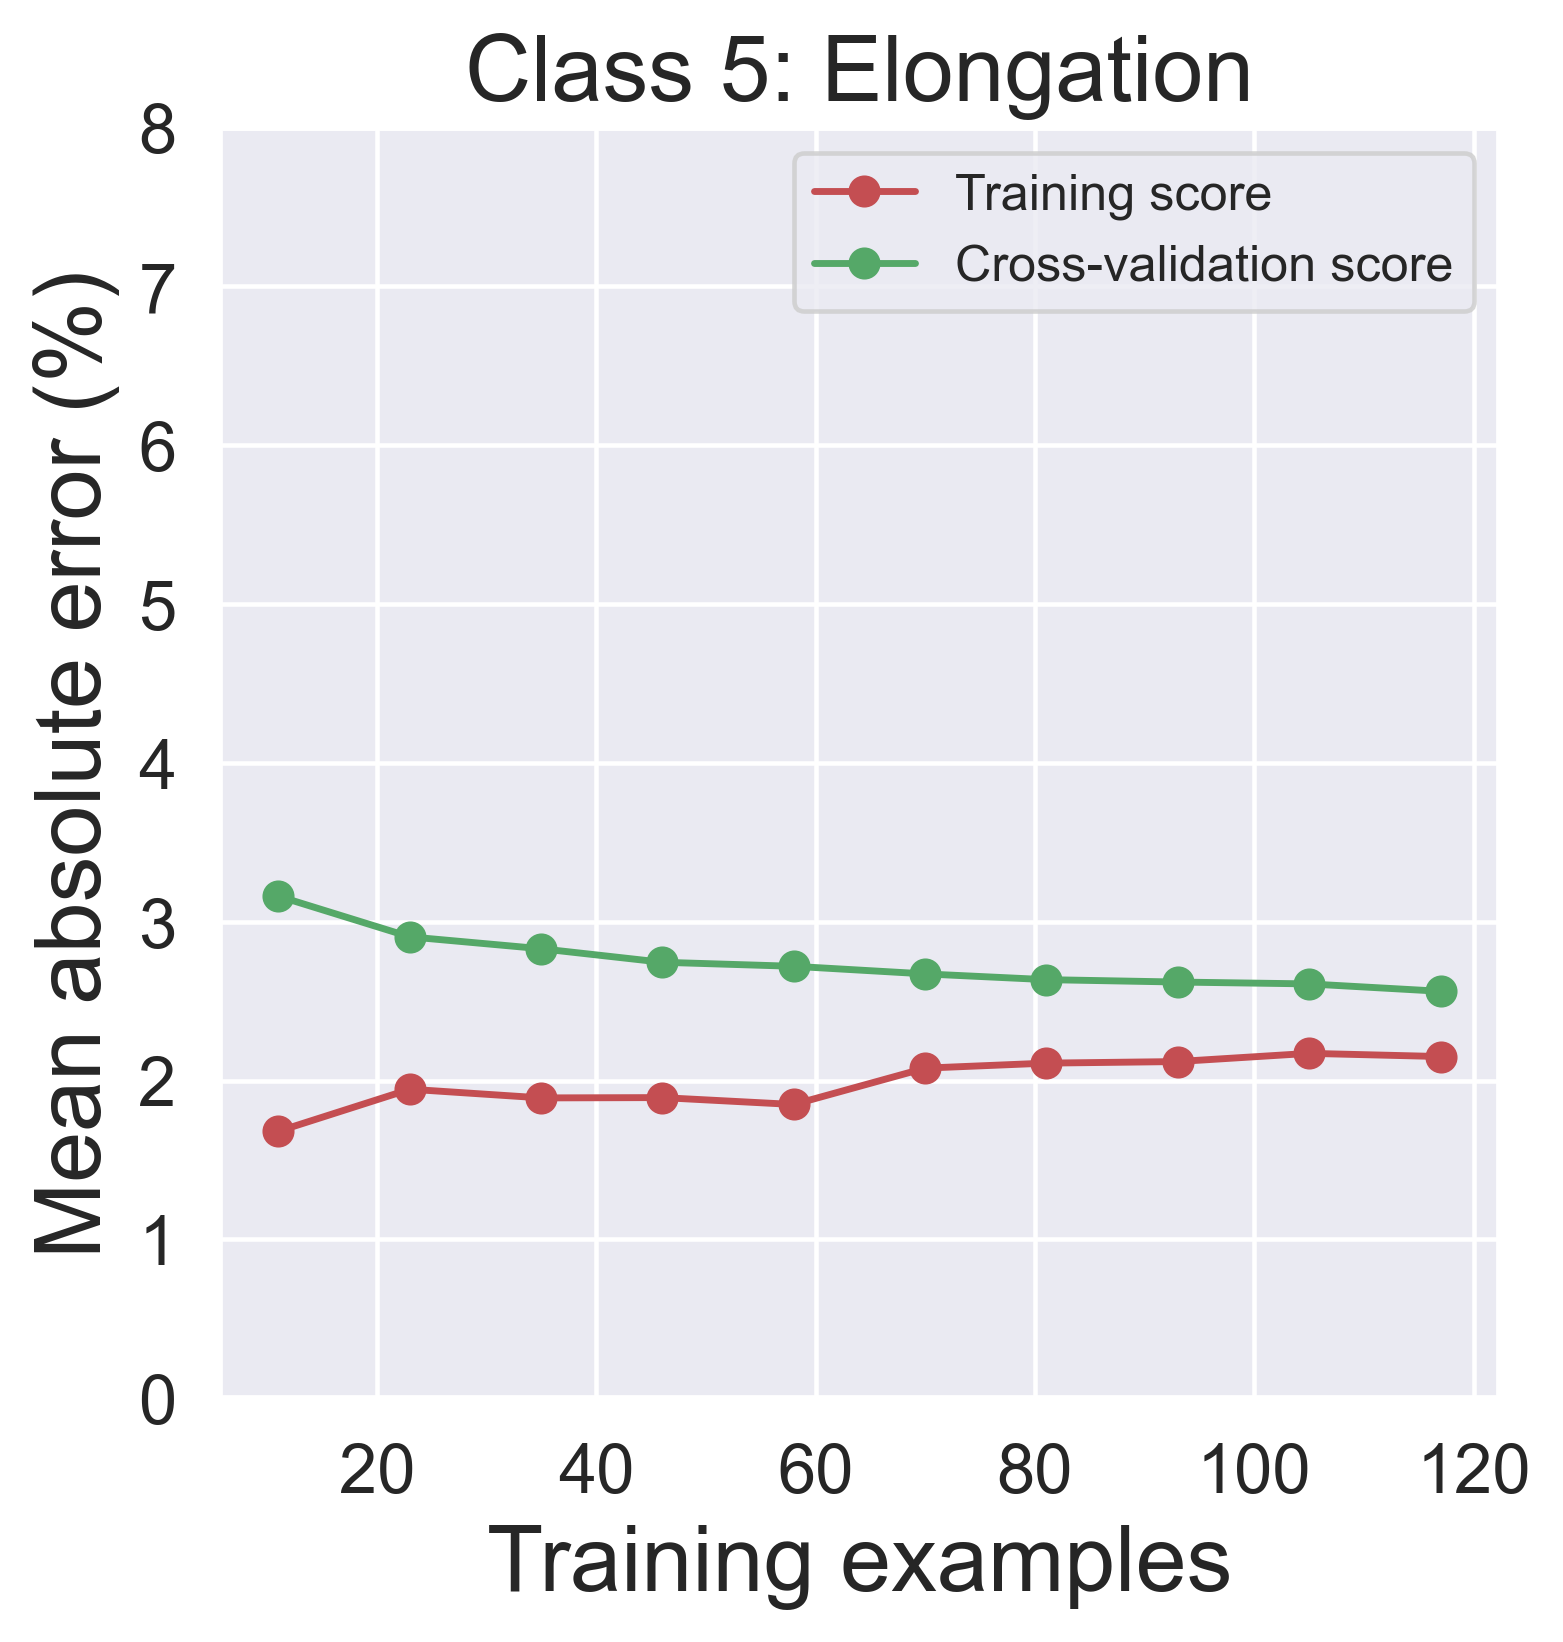 Class 5: Elongation
8
7
6
5
4
3
2
1
0
Mean absolute error (%)
Training score
Cross-validation score
20 40 60 80 100 120
Training examples